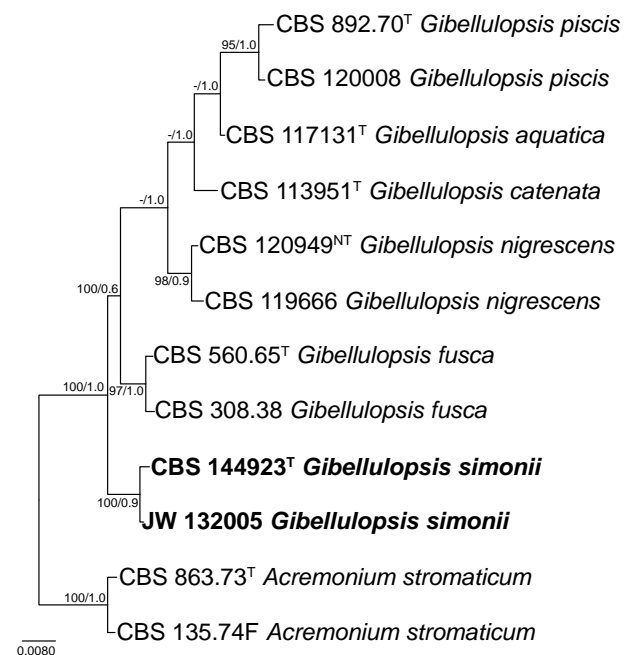 CBS 892.70ᵀ Gibellulopsis piscis
95/1.0
CBS 120008 Gibellulopsis piscis
-/1.0
CBS 117131ᵀ Gibellulopsis aquatica
-/1.0
CBS 113951ᵀ Gibellulopsis catenata
-/1.0
CBS 120949ᴺᵀ Gibellulopsis nigrescens
98/0.9
CBS 119666 Gibellulopsis nigrescens
100/0.6
CBS 560.65ᵀ Gibellulopsis fusca
100/1.0
97/1.0
CBS 308.38 Gibellulopsis fusca
CBS 144923ᵀ Gibellulopsis simonii
100/0.9
JW 132005 Gibellulopsis simonii
CBS 863.73ᵀ Acremonium stromaticum
100/1.0
CBS 135.74F Acremonium stromaticum
0.0080